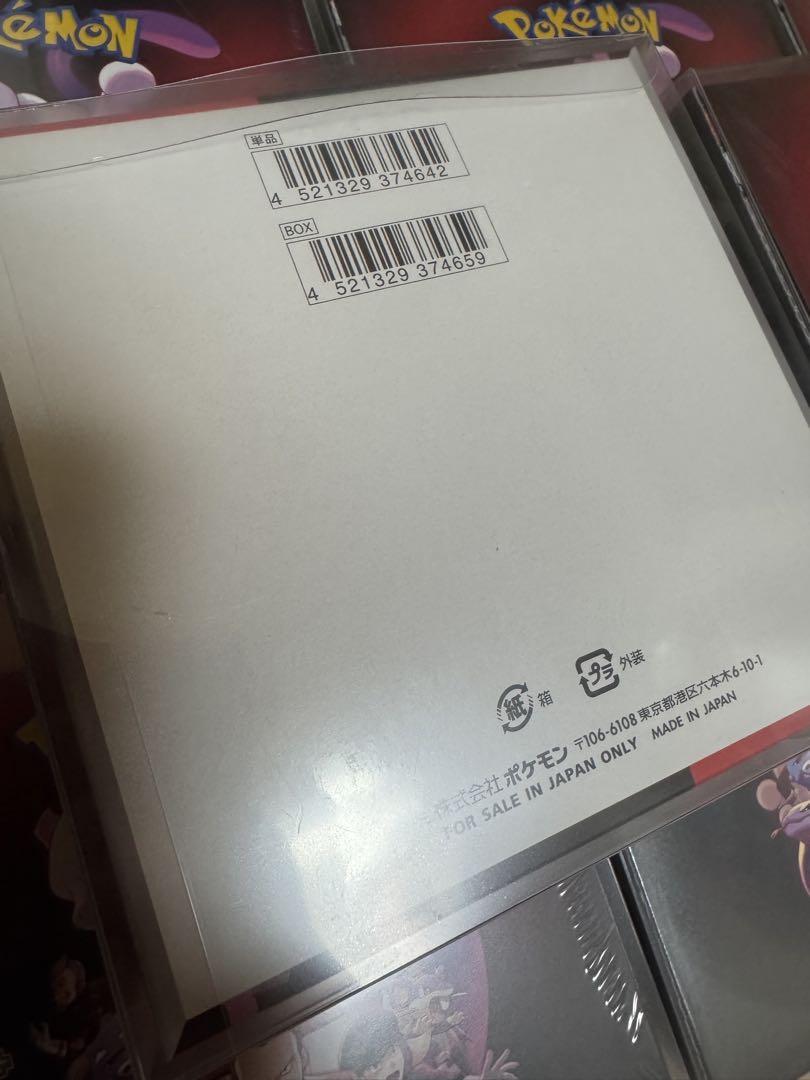 POKÉMON
POKÉMON
単品
4 521329 374642
BOX
4 521329 374659
紙 箱
プラ 外装
株式会社 ポケモン 〒106-6108 東京都港区六本木6-10-1
FOR SALE IN JAPAN ONLY MADE IN JAPAN